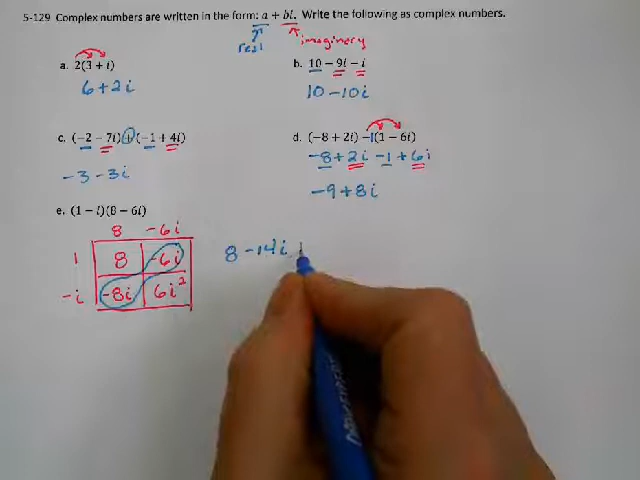 5-129 Complex numbers are written in the form: a + bi. Write the following as complex numbers.
real
imaginary
a. 2(3 + i)
6 + 2i
b. 10 − 9i − i
10 − 10i
c. (−2 − 7i) + (−1 + 4i)
−3 − 3i
d. (−8 + 2i) −1(1 − 6i)
−8 + 2i −1 + 6i
−9 + 8i
e. (1 − i)(8 − 6i)
8 −6i
1 8 −6i
−i −8i 6i²
8 −14i